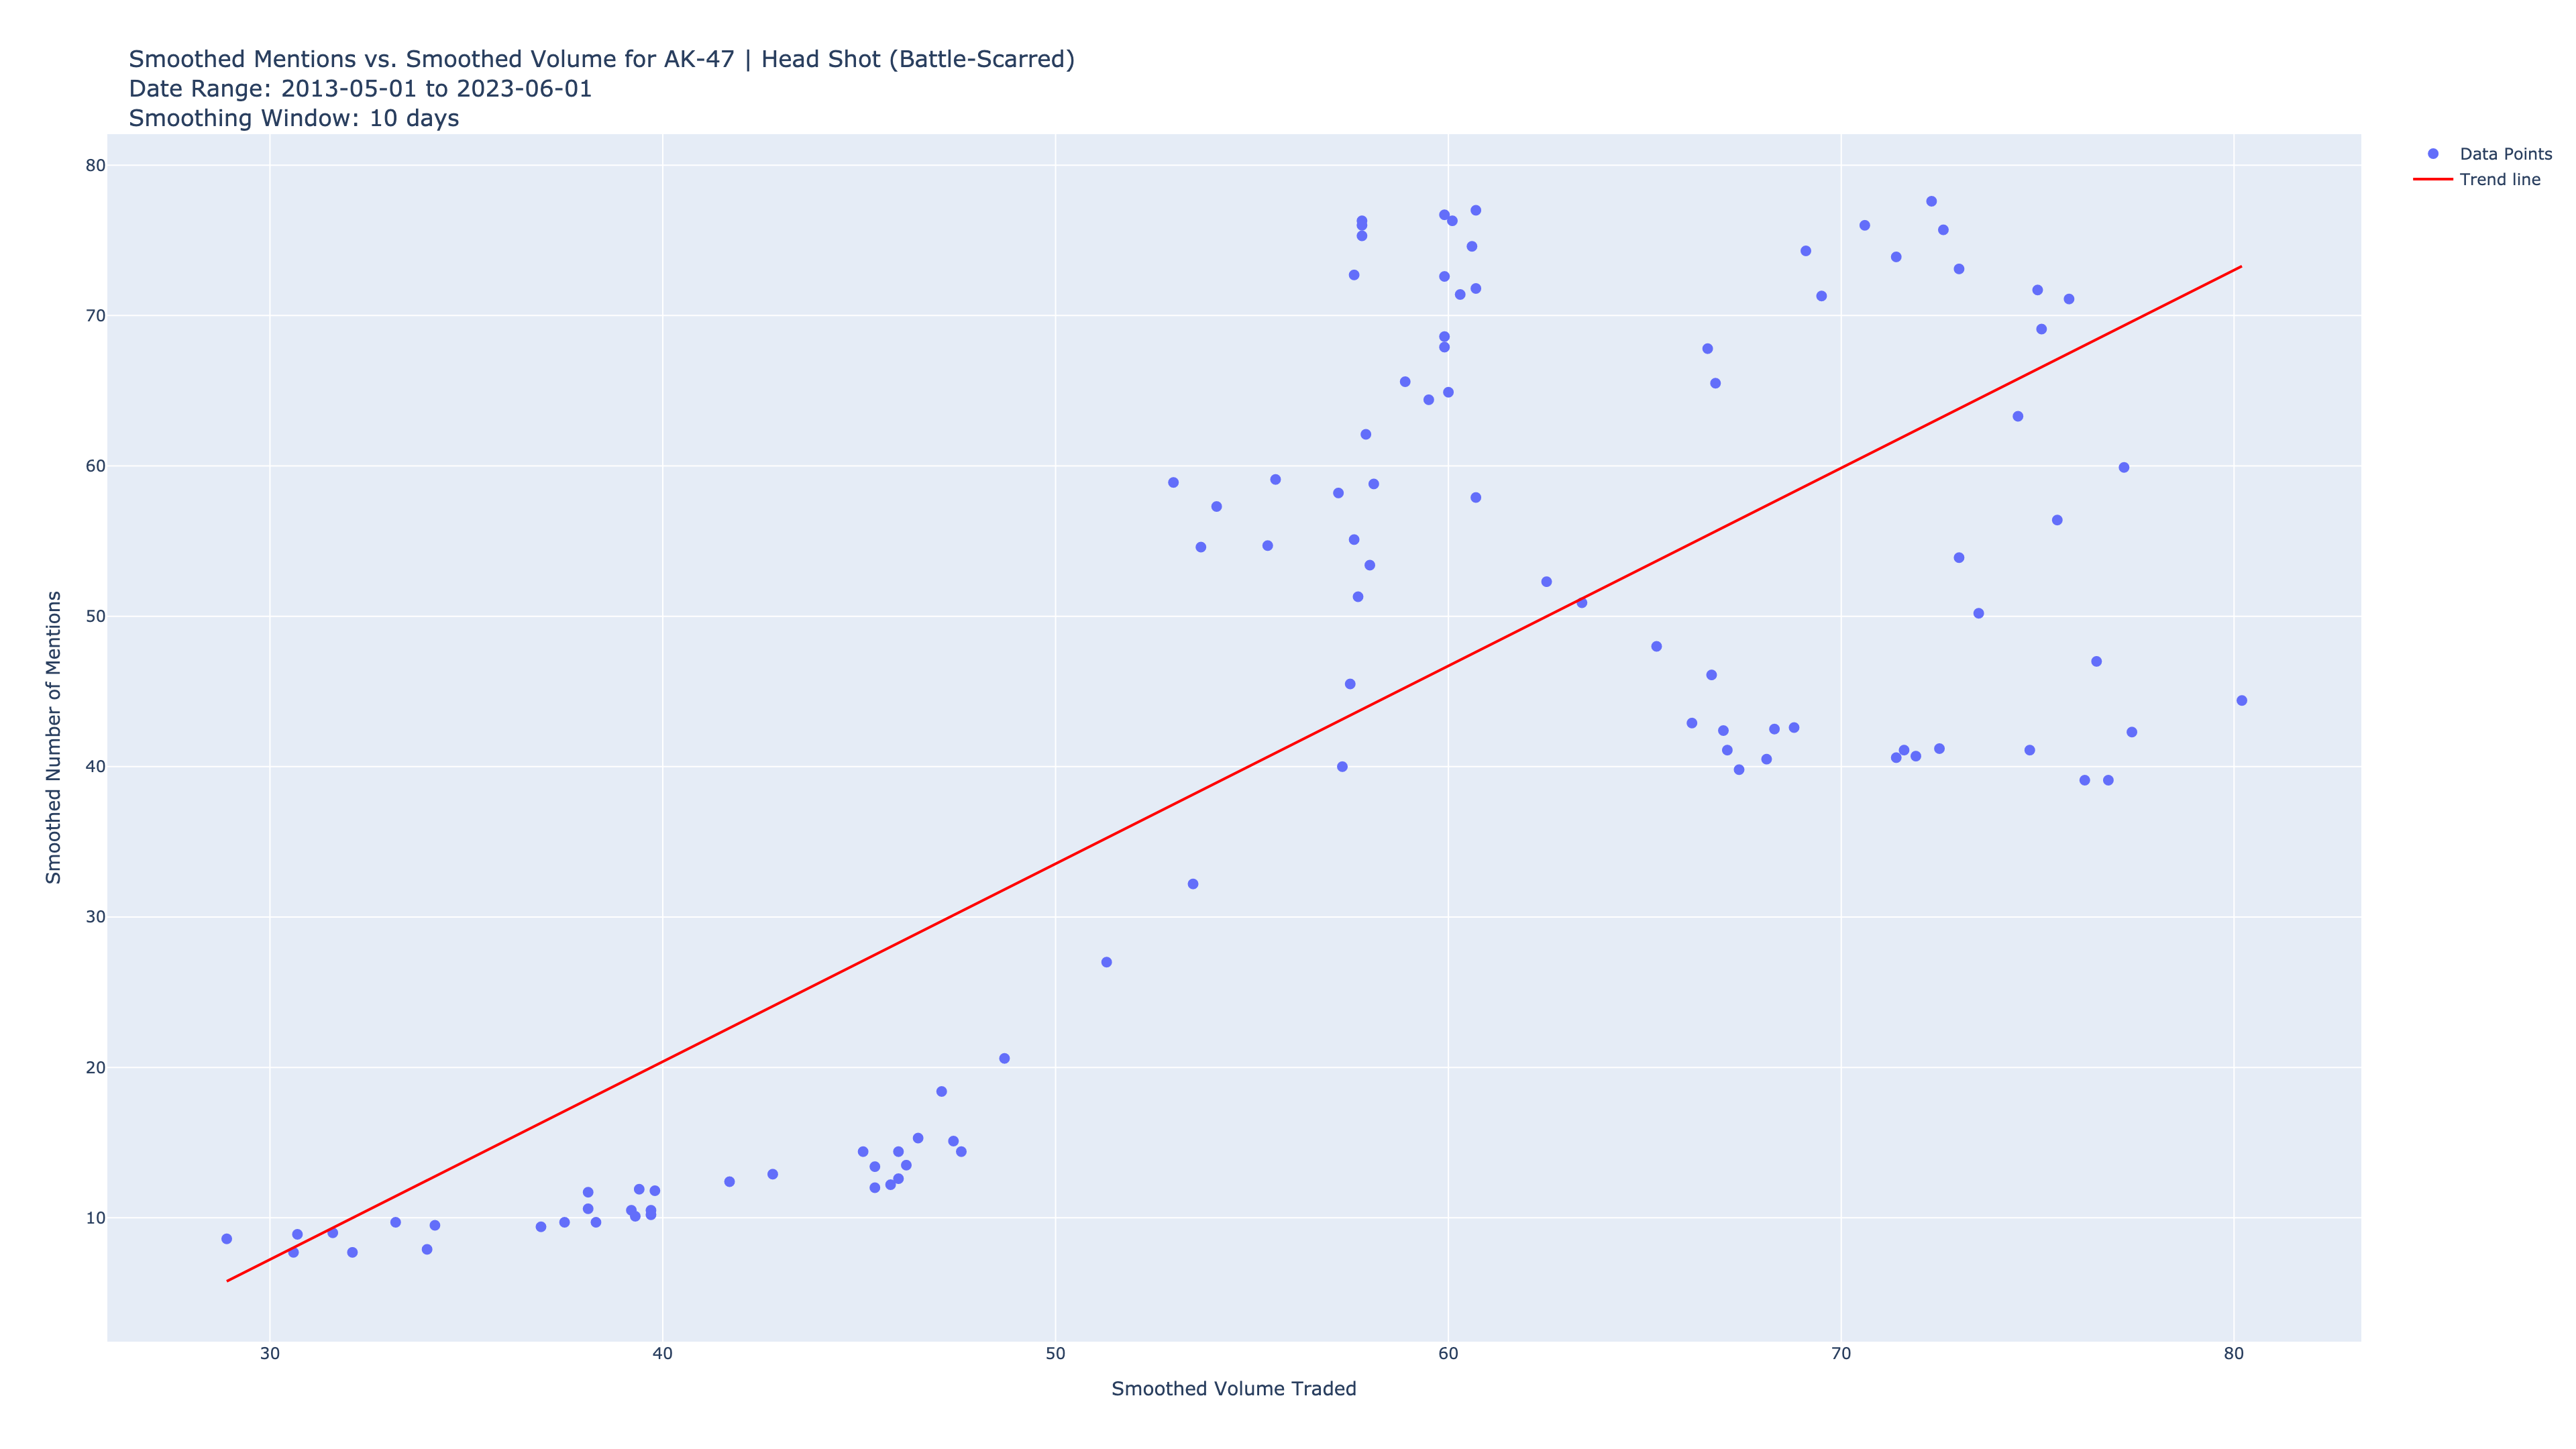 Smoothed Mentions vs. Smoothed Volume for AK-47 | Head Shot (Battle-Scarred)
Date Range: 2013-05-01 to 2023-06-01
Smoothing Window: 10 days
Data Points
Trend line
80
70
60
50
40
30
20
10
Smoothed Number of Mentions
30
40
50
60
70
80
Smoothed Volume Traded